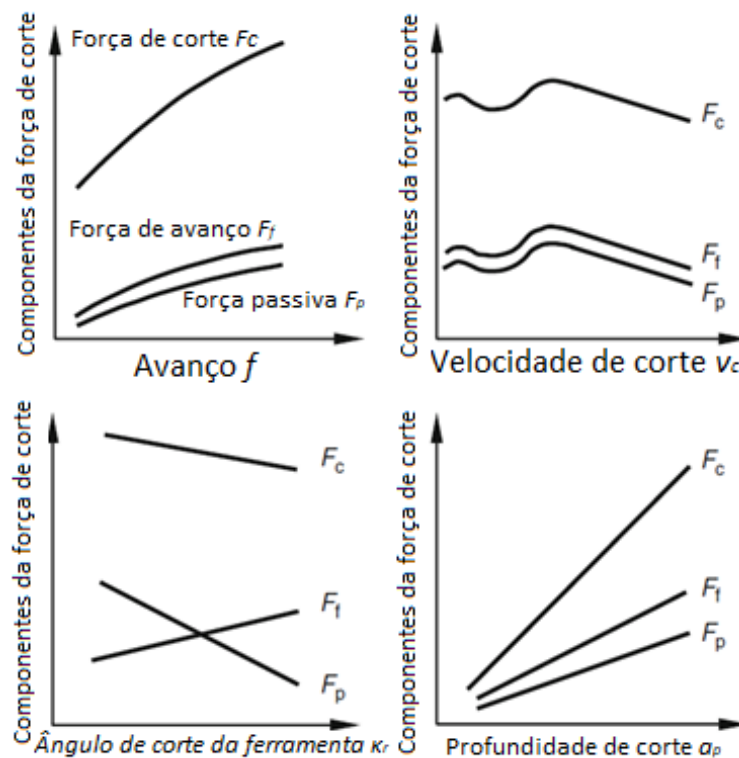 Componentes da força de corte
Força de corte Fc
Força de avanço Ff
Força passiva Fp
Avanço f
Componentes da força de corte
Fc
Ff
Fp
Velocidade de corte vc
Componentes da força de corte
Fc
Ff
Fp
Ângulo de corte da ferramenta κr
Componentes da força de corte
Fc
Ff
Fp
Profundidade de corte ap